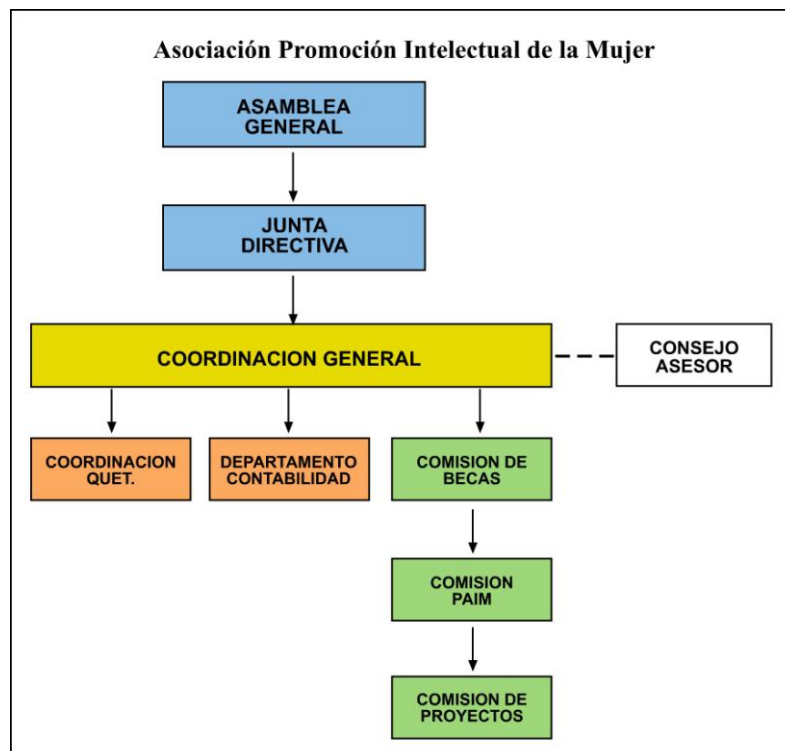 Asociación Promoción Intelectual de la Mujer
ASAMBLEA
GENERAL
JUNTA
DIRECTIVA
COORDINACION GENERAL
CONSEJO
ASESOR
COORDINACION
QUET.
DEPARTAMENTO
CONTABILIDAD
COMISION DE
BECAS
COMISION
PAIM
COMISION DE
PROYECTOS